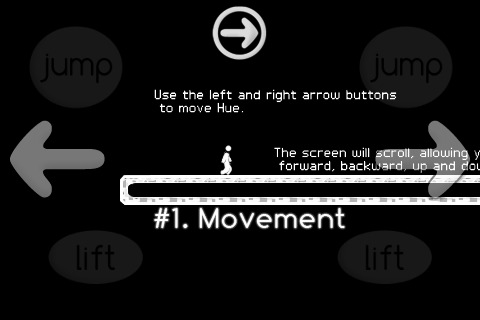 jump
jump
Use the left and right arrow buttons
to move Hue.
The screen will scroll, allowing
forward, backward, up and
#1. Movement
lift
lift